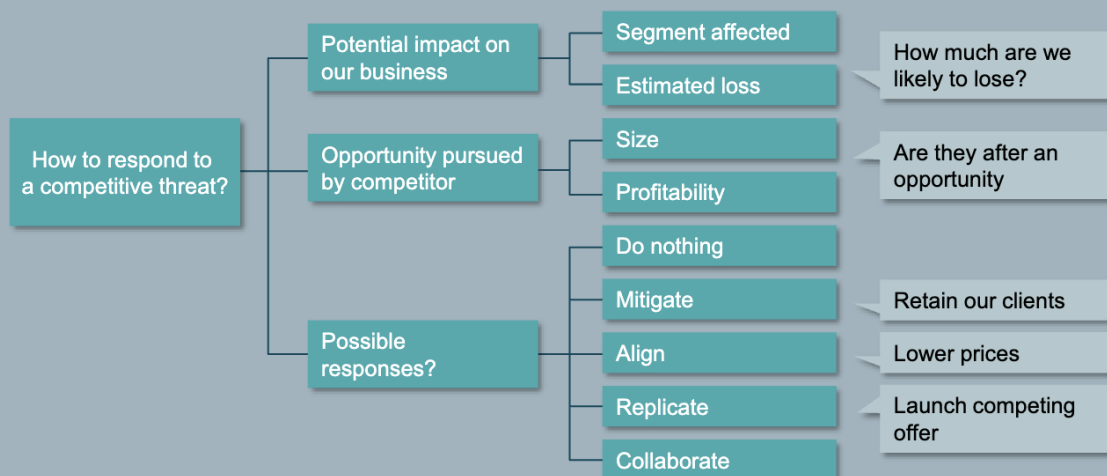 Potential impact on
our business
Segment affected
Estimated loss
How much are we
likely to lose?
How to respond to
a competitive threat?
Opportunity pursued
by competitor
Size
Profitability
Are they after an
opportunity
Possible
responses?
Do nothing
Mitigate
Retain our clients
Align
Lower prices
Replicate
Launch competing
offer
Collaborate